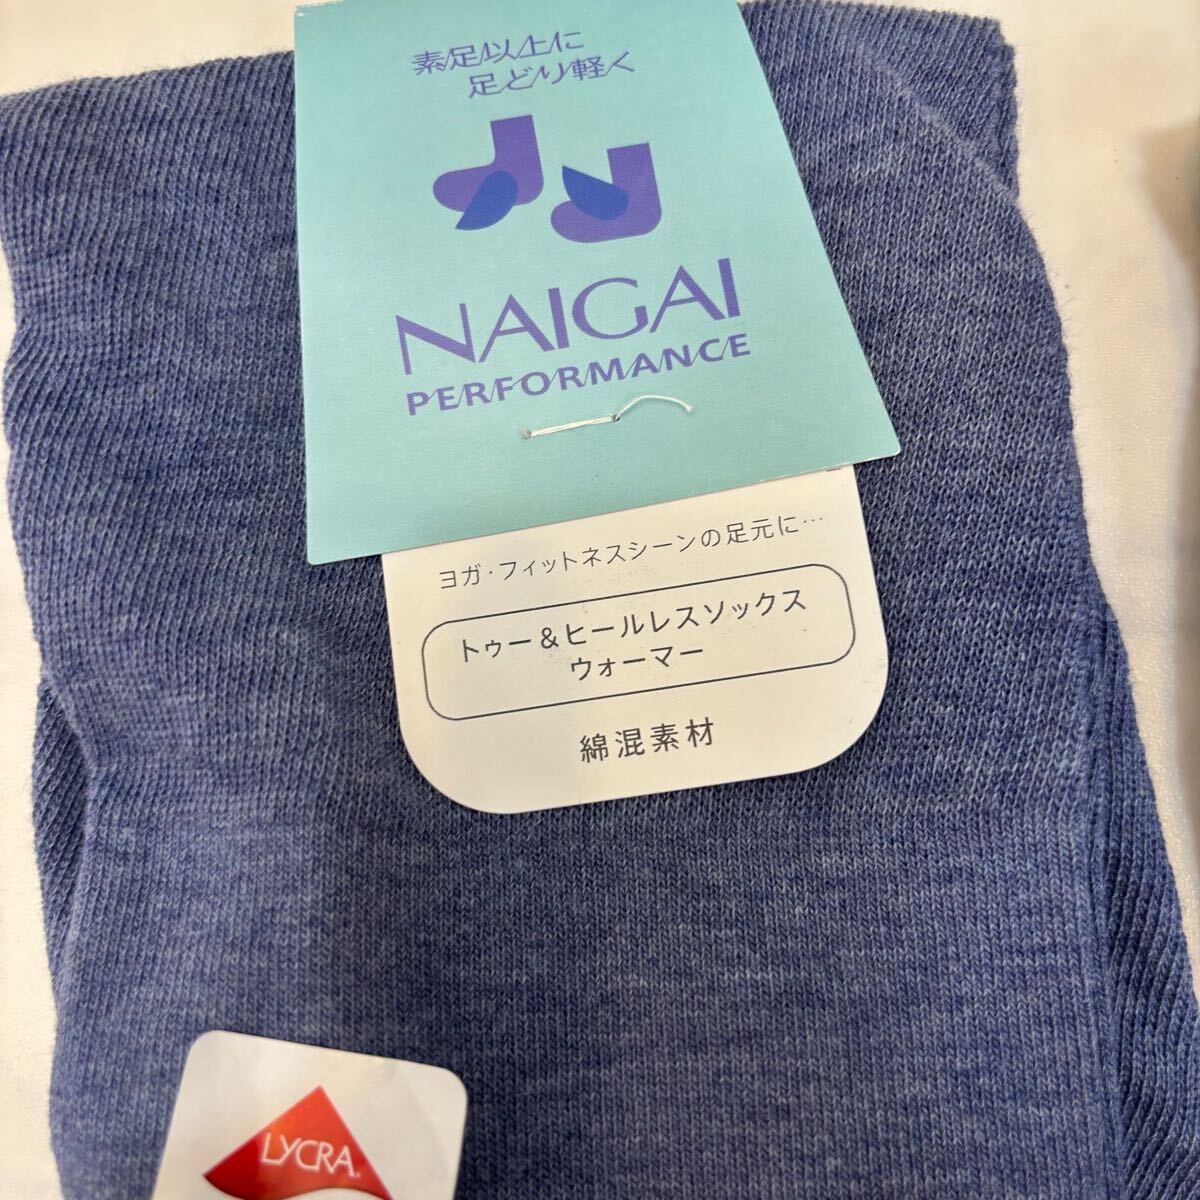 素足以上に
足どり軽く
NAIGAI
PERFORMANCE
ヨガ・フィットネスシーンの足元に…
トゥー&ヒールレスソックス
ウォーマー
綿混素材
LYCRA®